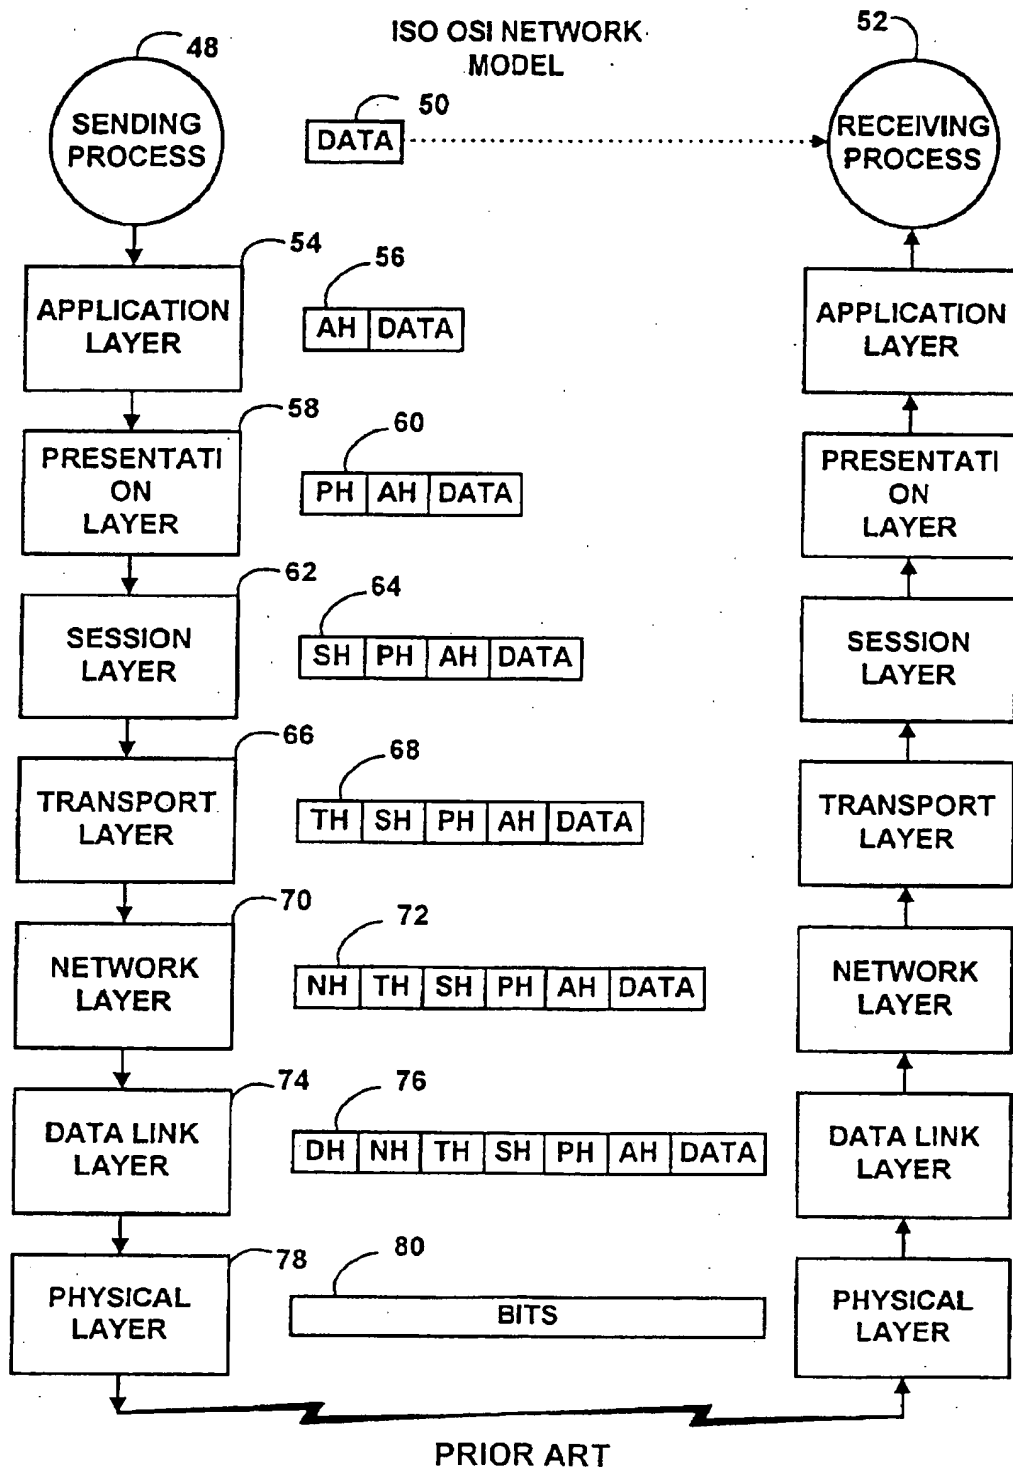 ISO OSI NETWORK
MODEL
48
52
50
SENDING
PROCESS
DATA
RECEIVING
PROCESS
54
56
APPLICATION
LAYER
AH DATA
APPLICATION
LAYER
58
60
PRESENTATI
ON
LAYER
PH AH DATA
PRESENTATI
ON
LAYER
62
64
SESSION
LAYER
SH PH AH DATA
SESSION
LAYER
66
68
TRANSPORT
LAYER
TH SH PH AH DATA
TRANSPORT
LAYER
70
72
NETWORK
LAYER
NH TH SH PH AH DATA
NETWORK
LAYER
74
76
DATA LINK
LAYER
DH NH TH SH PH AH DATA
DATA LINK
LAYER
78
80
PHYSICAL
LAYER
BITS
PHYSICAL
LAYER
PRIOR ART